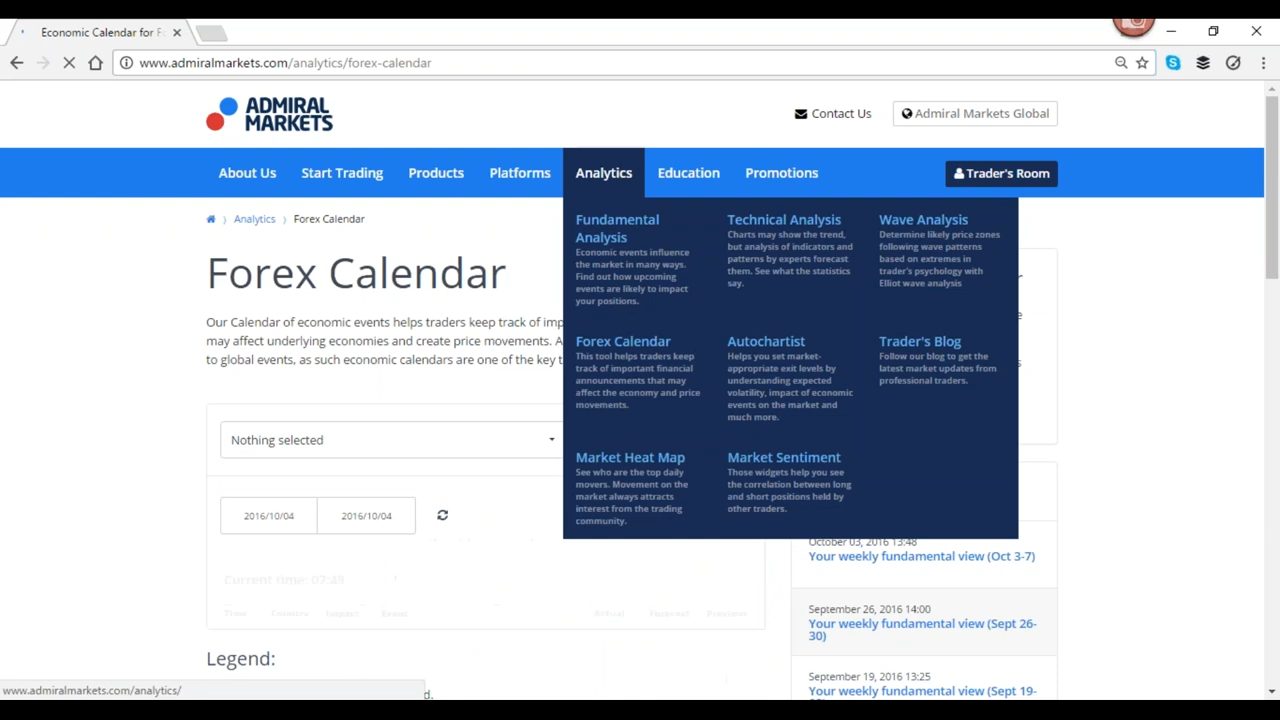 Economic Calendar for Fo
www.admiralmarkets.com/analytics/forex-calendar
ADMIRAL
MARKETS
Contact Us
Admiral Markets Global
About Us
Start Trading
Products
Platforms
Analytics
Education
Promotions
Trader's Room
Analytics
Forex Calendar
Forex Calendar
Our Calendar of economic events helps traders keep track of imp
may affect underlying economies and create price movements. A
to global events, as such economic calendars are one of the key t
Nothing selected
2016/10/04
2016/10/04
Current time: 07:49
Time Country Impact Event Actual Forecast Previous
Legend:
Fundamental
Analysis
Economic events influence
the market in many ways.
Find out how upcoming
events are likely to impact
your positions.
Technical Analysis
Charts may show the trend,
but analysis of indicators and
patterns by experts forecast
them. See what the statistics
say.
Wave Analysis
Determine likely price zones
following wave patterns
based on extremes in
trader's psychology with
Elliot wave analysis
Forex Calendar
This tool helps traders keep
track of important financial
announcements that may
affect the economy and price
movements.
Autochartist
Helps you set market-
appropriate exit levels by
understanding expected
volatility, impact of economic
events on the market and
much more.
Trader's Blog
Follow our blog to get the
latest market updates from
professional traders.
Market Heat Map
See who are the top daily
movers. Movement on the
market always attracts
interest from the trading
community.
Market Sentiment
Those widgets help you see
the correlation between long
and short positions held by
other traders.
October 03, 2016 13:48
Your weekly fundamental view (Oct 3-7)
September 26, 2016 14:00
Your weekly fundamental view (Sept 26-
30)
September 19, 2016 13:25
Your weekly fundamental view (Sept 19-
www.admiralmarkets.com/analytics/
d.